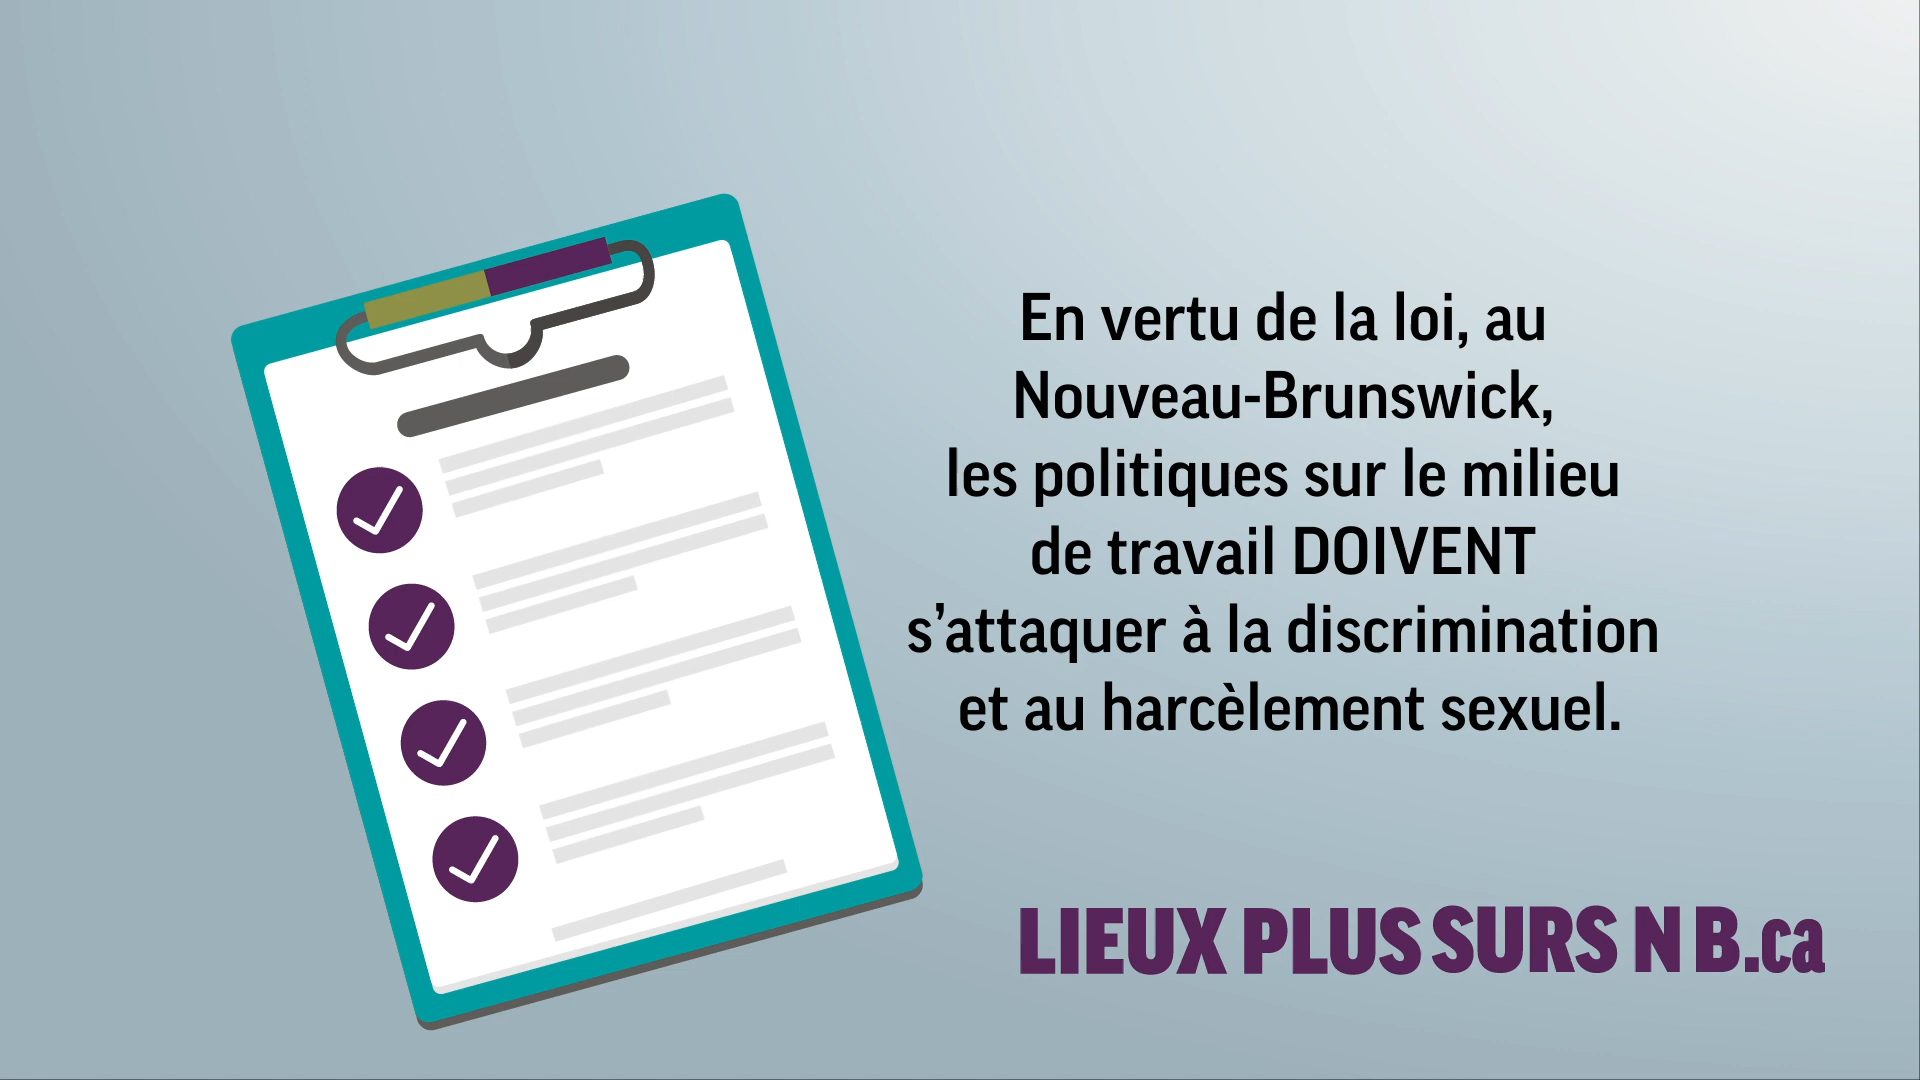 En vertu de la loi, au
Nouveau-Brunswick,
les politiques sur le milieu
de travail DOIVENT
s’attaquer à la discrimination
et au harcèlement sexuel.
LIEUX PLUS SURS NB.ca